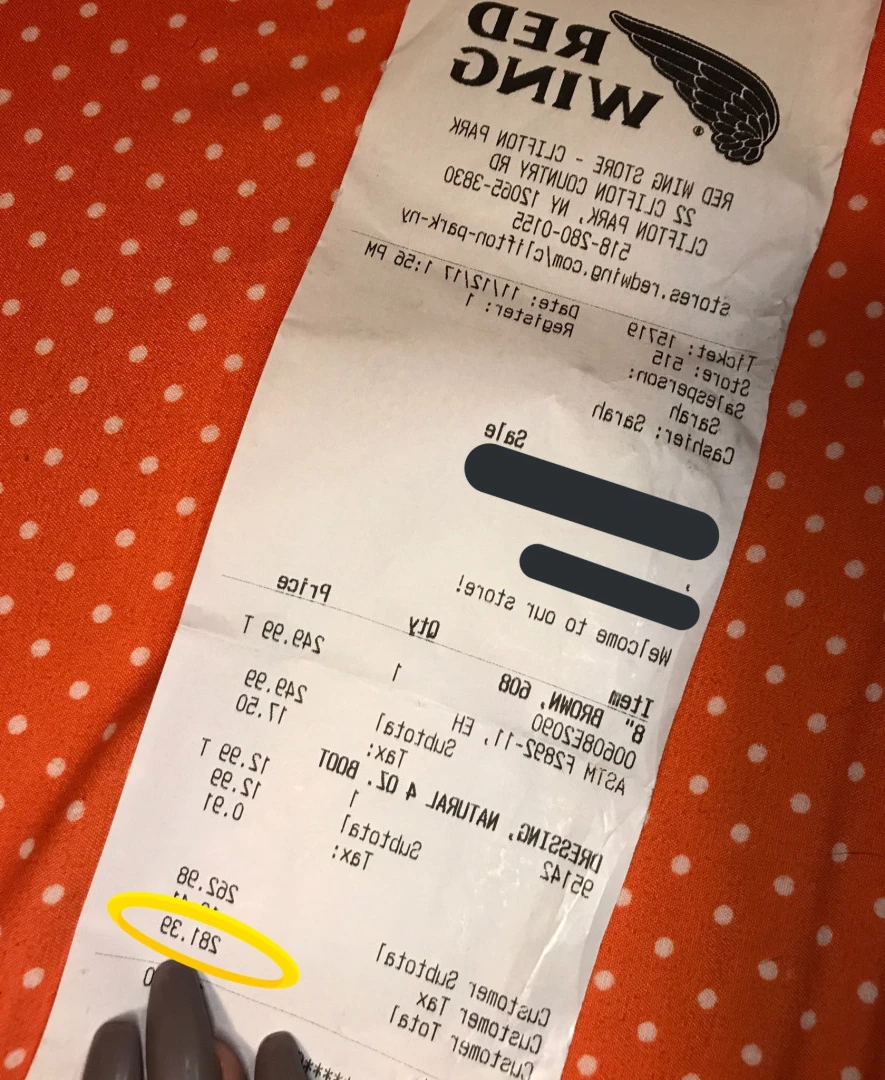 RED
WING
®
RED WING STORE - CLIFTON PARK
22 CLIFTON COUNTRY RD
CLIFTON PARK, NY 12065-3830
518-280-0155
stores.redwing.com/clifton-park-ny
Ticket: 15719 Date: 11/12/17 1:56 PM
Store: 515 Register: 1
Salesperson:
Sarah
Cashier: Sarah
Sale
,
Welcome to our store!
Item Qty Price
8" BROWN, 608 1 249.99 T
00608E2090
ASTM F2892-11, EH
Subtotal 249.99
Tax: 17.50
DRESSING, NATURAL 4 OZ. BOOT
95142 1 12.99 T
Subtotal 12.99
Tax: 0.91
Customer Subtotal 262.98
Customer Tax
Customer Total 281.39